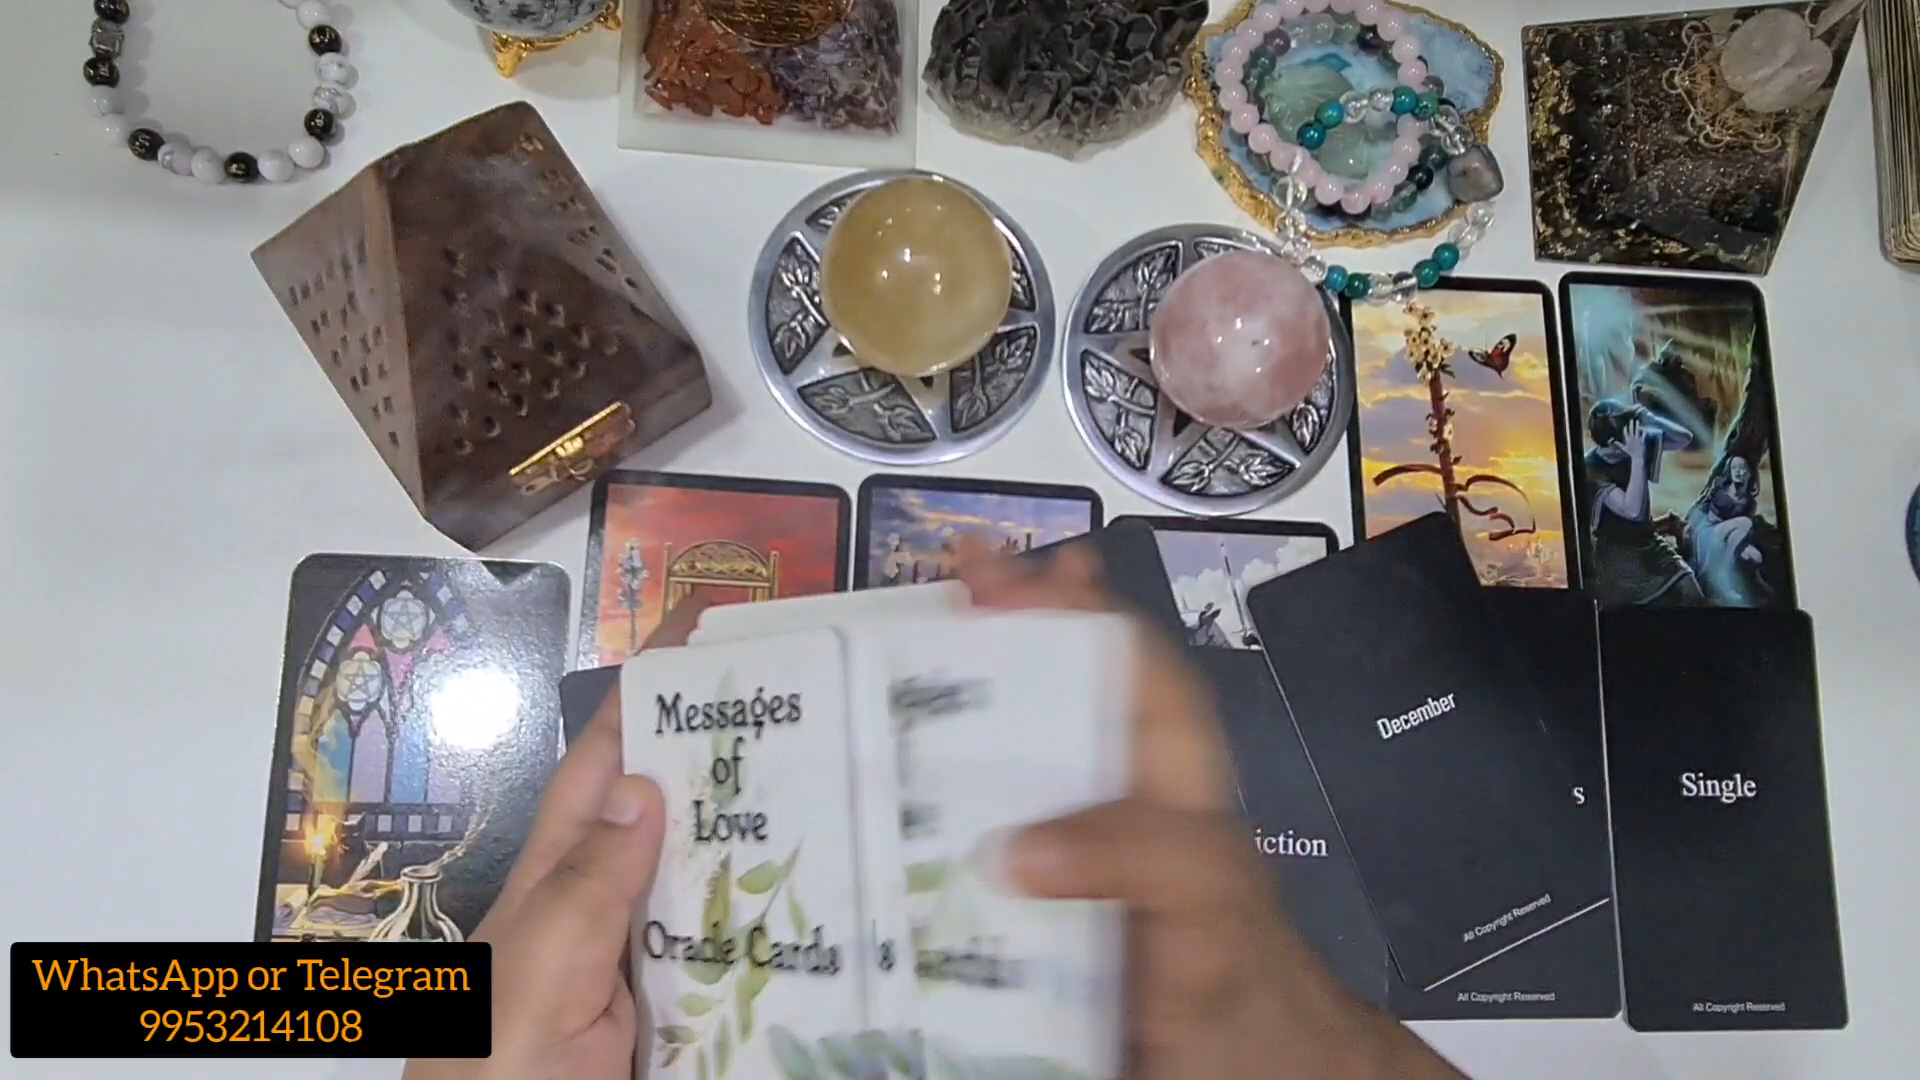 Messages
of
Love
Oracle Cards
's
December
s
Single
iction
All Copyright Reserved
All Copyright Reserved
All Copyright Reserved
WhatsApp or Telegram
9953214108